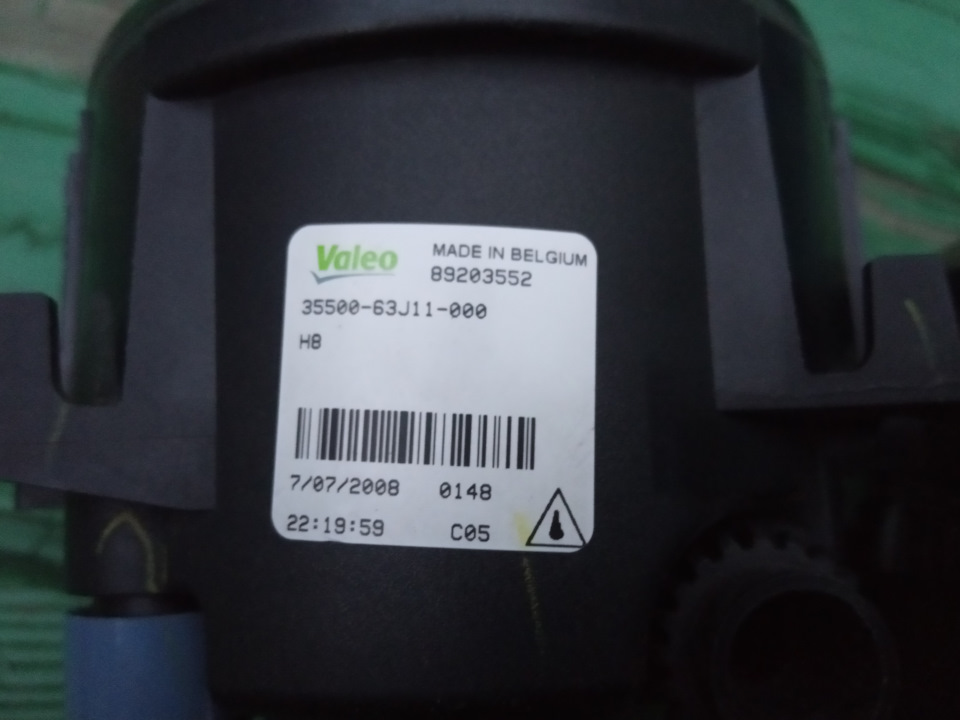 Valeo
MADE IN BELGIUM
89203552
35500-63J11-000
H8
7/07/2008 0148
22:19:59 C05